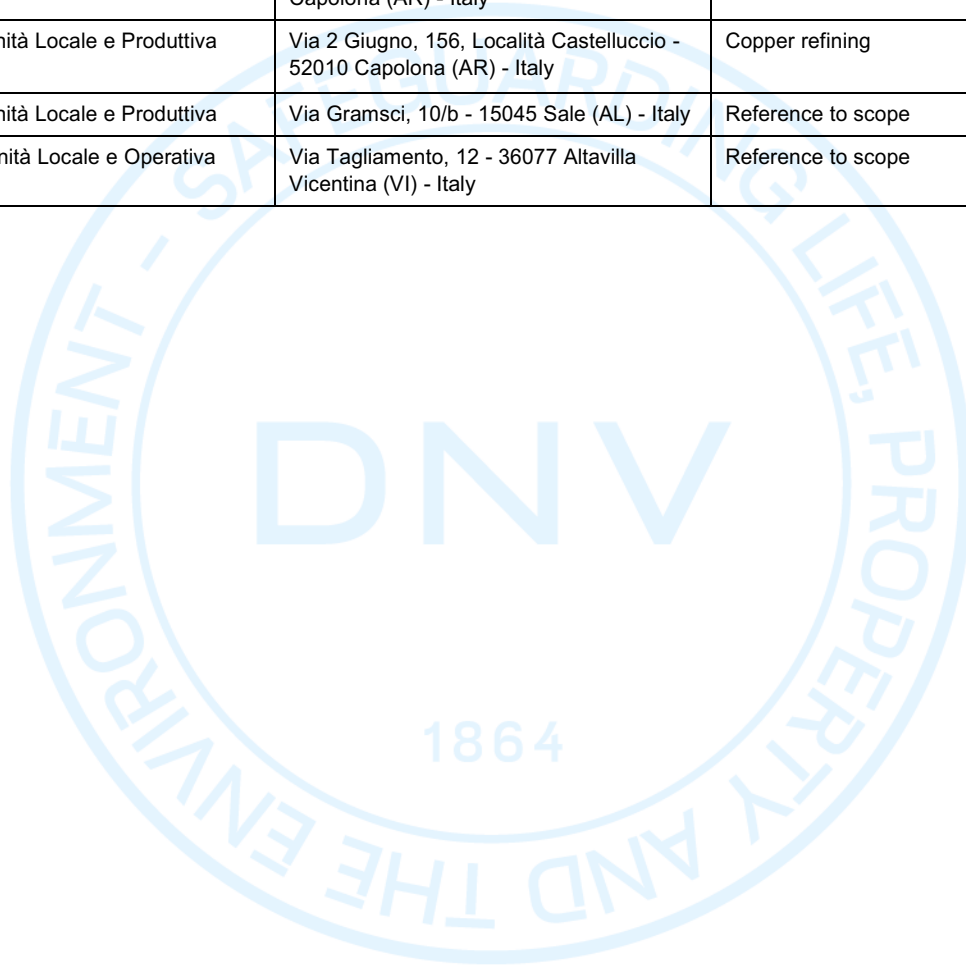 Capolona (AR) - Italy
nità Locale e Produttiva
Via 2 Giugno, 156, Località Castelluccio -
52010 Capolona (AR) - Italy
Copper refining
nità Locale e Produttiva
Via Gramsci, 10/b - 15045 Sale (AL) - Italy
Reference to scope
nità Locale e Operativa
Via Tagliamento, 12 - 36077 Altavilla
Vicentina (VI) - Italy
Reference to scope
SAFEGUARDING LIFE, PROPERTY AND THE ENVIRONMENT -
DNV
1864